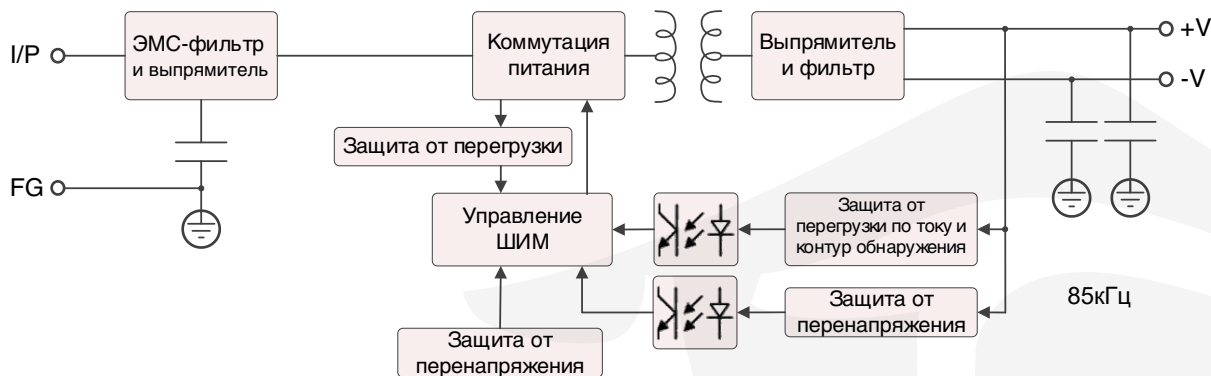 I/P
ЭМС-фильтр
и выпрямитель
Коммутация
питания
Выпрямитель
и фильтр
+V
-V
Защита от перегрузки
FG
Управление
ШИМ
Защита от
перегрузки по току и
контур обнаружения
85кГц
Защита от
перенапряжения
Защита от
перенапряжения